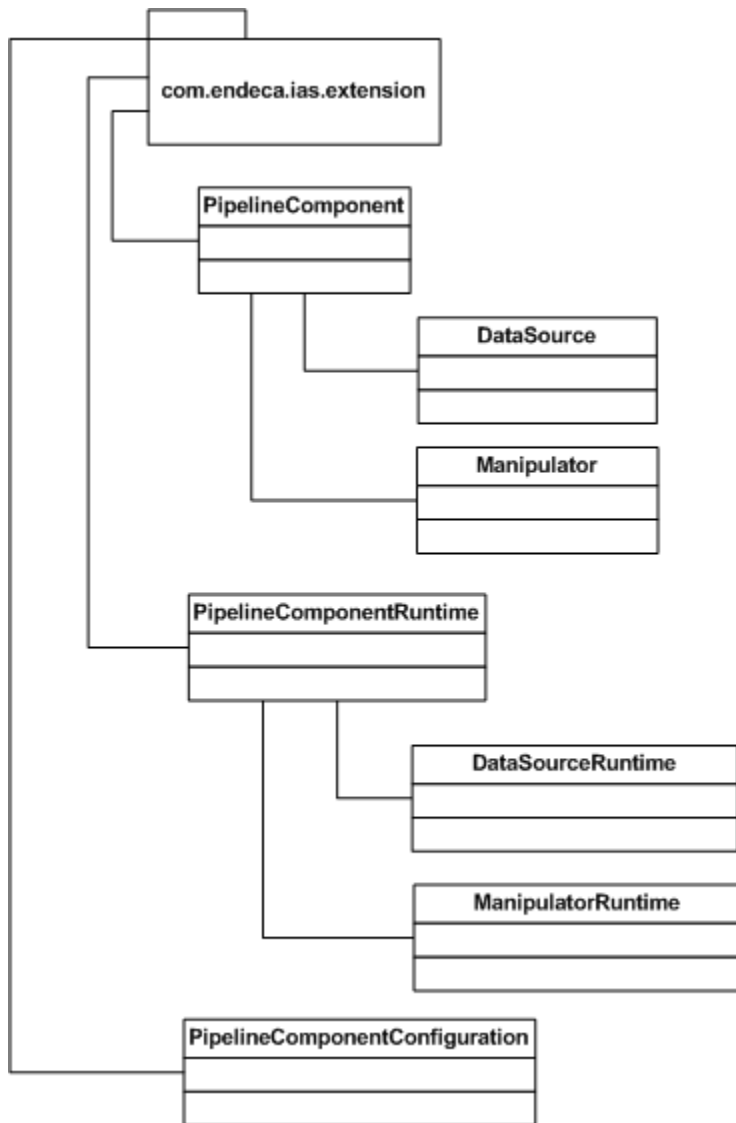 com.endeca.ias.extension
PipelineComponent
DataSource
Manipulator
PipelineComponentRuntime
DataSourceRuntime
ManipulatorRuntime
PipelineComponentConfiguration